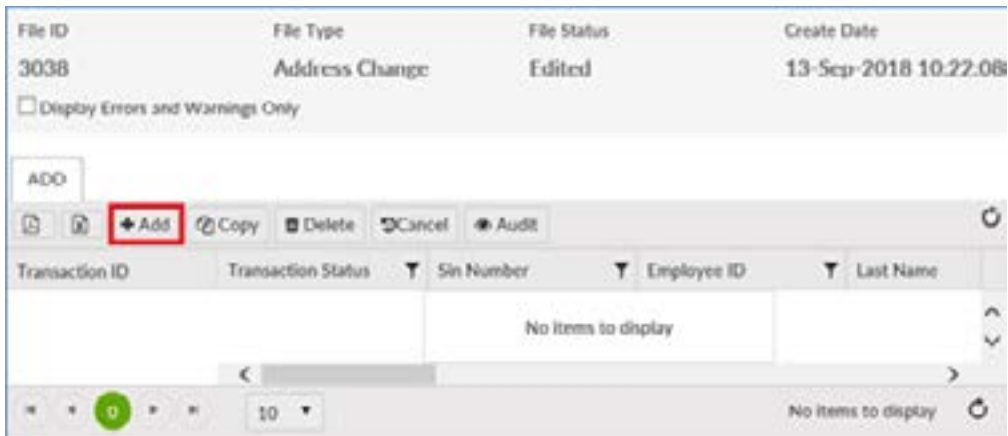 File ID File Type File Status Create Date
3038 Address Change Edited 13-Sep-2018 10.22.08
Display Errors and Warnings Only
ADD
Add Copy Delete Cancel Audit
Transaction ID Transaction Status Sin Number Employee ID Last Name
No items to display
0 10 No items to display